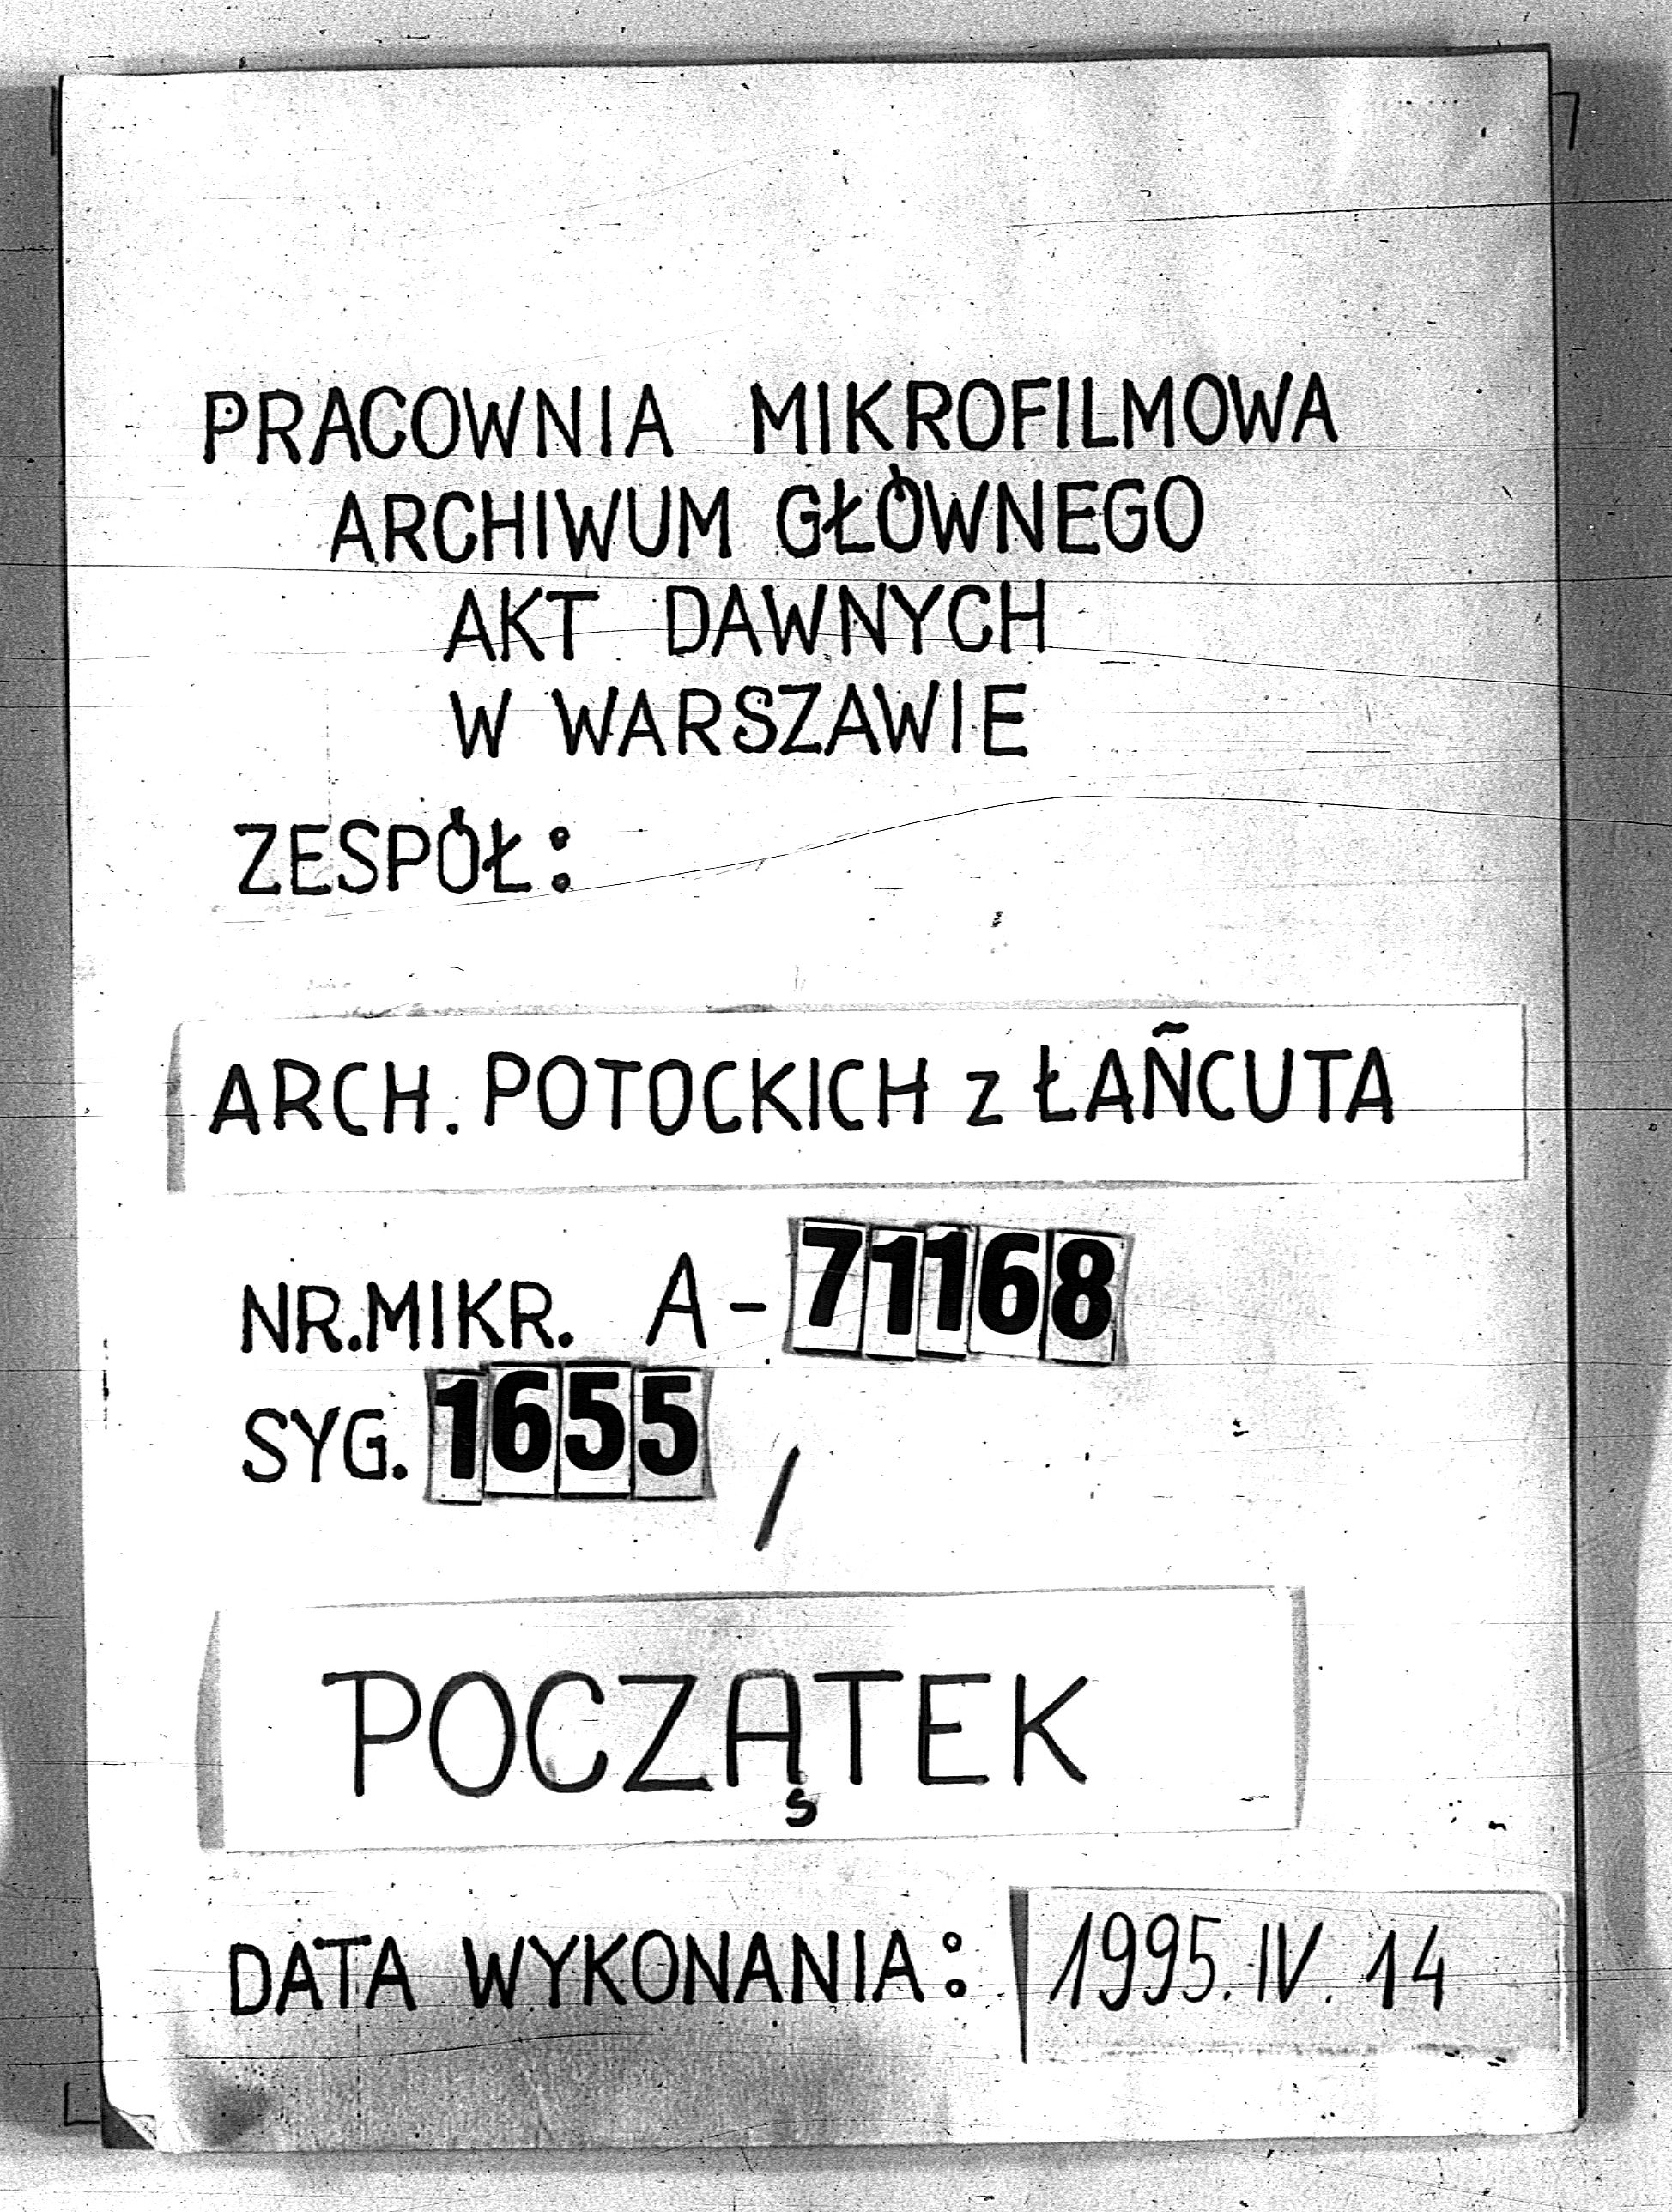 PRACOWNIA MIKROFILMOWA
ARCHIWUM GŁÓWNEGO
AKT DAWNYCH
W WARSZAWIE
ZESPÓŁ:
ARCH. POTOCKICH z ŁAŃCUTA
NR.MIKR. A-71168
SYG. 1655 /
POCZĄTEK
DATA WYKONANIA: 1995.IV.14